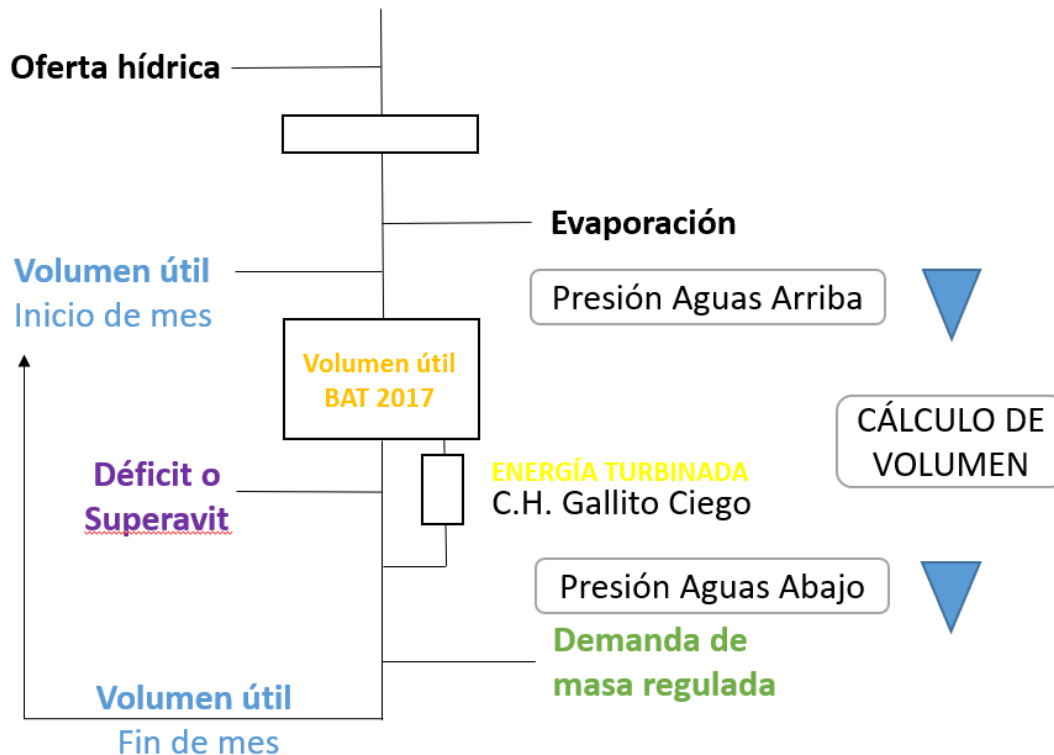 Oferta hídrica
Evaporación
Volumen útil
Inicio de mes
Presión Aguas Arriba
Volumen útil
BAT 2017
CÁLCULO DE
VOLUMEN
Déficit o
Superavit
ENERGÍA TURBINADA
C.H. Gallito Ciego
Presión Aguas Abajo
Demanda de
masa regulada
Volumen útil
Fin de mes